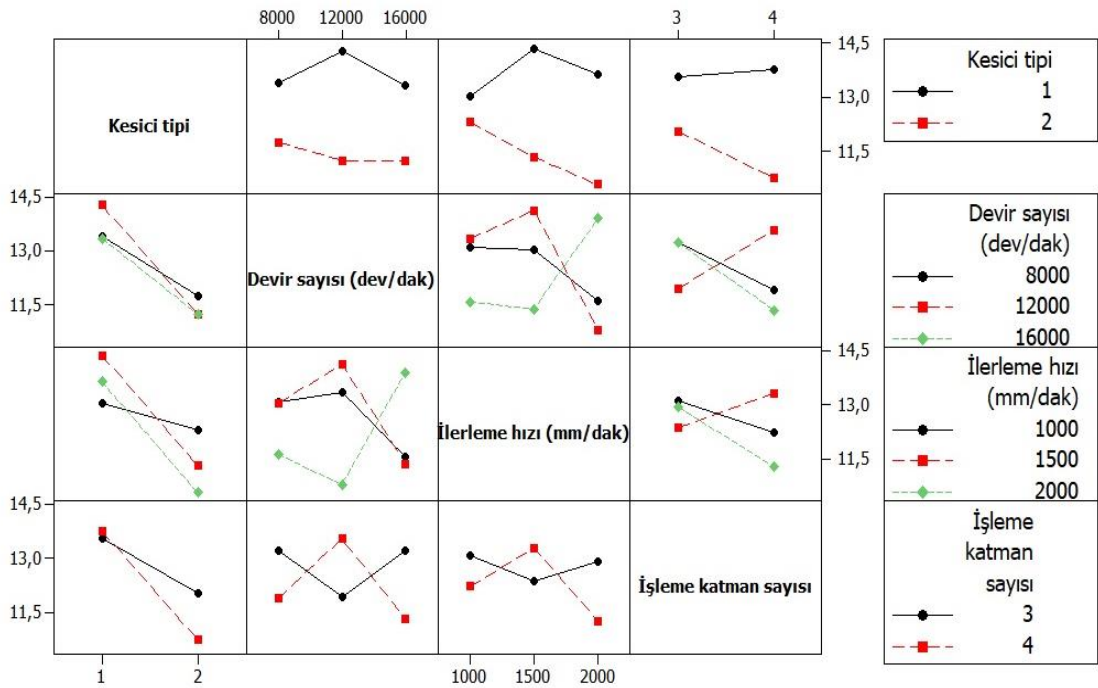 8000 12000 16000
3 4
14,5
13,0
11,5
Kesici tipi
Kesici tipi
1
2
14,5
13,0
11,5
Devir sayısı (dev/dak)
Devir sayısı
(dev/dak)
8000
12000
16000
İlerleme hızı (mm/dak)
14,5
13,0
11,5
İlerleme hızı
(mm/dak)
1000
1500
2000
14,5
13,0
11,5
İşleme katman sayısı
İşleme
katman
sayısı
3
4
1 2
1000 1500 2000